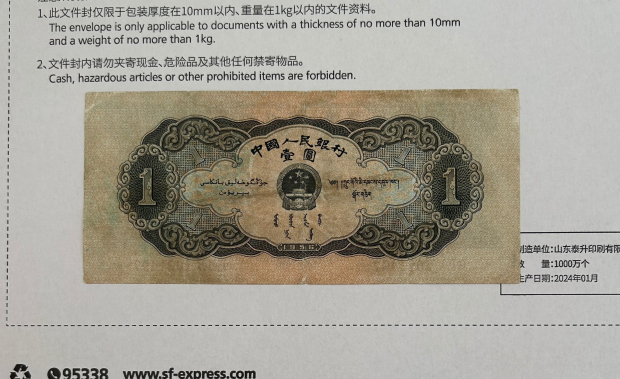 1、此文件封仅限于包装厚度在10mm以内、重量在1kg以内的文件资料。
The envelope is only applicable to documents with a thickness of no more than 10mm
and a weight of no more than 1kg.
2、文件封内请勿夹寄现金、危险品及其他任何禁寄物品。
Cash, hazardous articles or other prohibited items are forbidden.
中國人民銀行
壹圓
1
1
1956
制造单位:山东泰升印刷有限
量:1000万个
生产日期:2024年01月
95338 www.sf-express.com